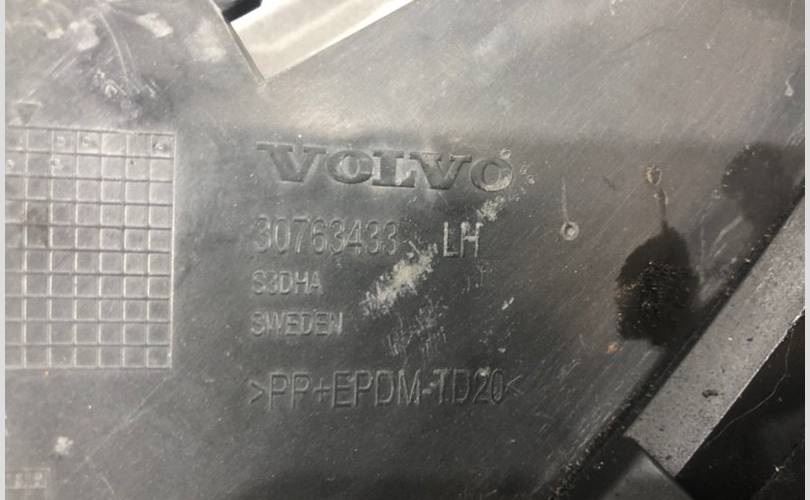 VOLVO
30763433 LH
S3DHA
SWEDEN
>PP+EPDM-TD20<